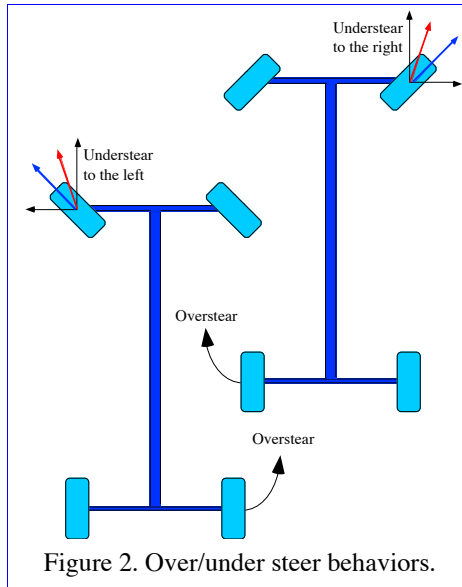 Understear
to the right
Understear
to the left
Overstear
Overstear
Figure 2. Over/under steer behaviors.